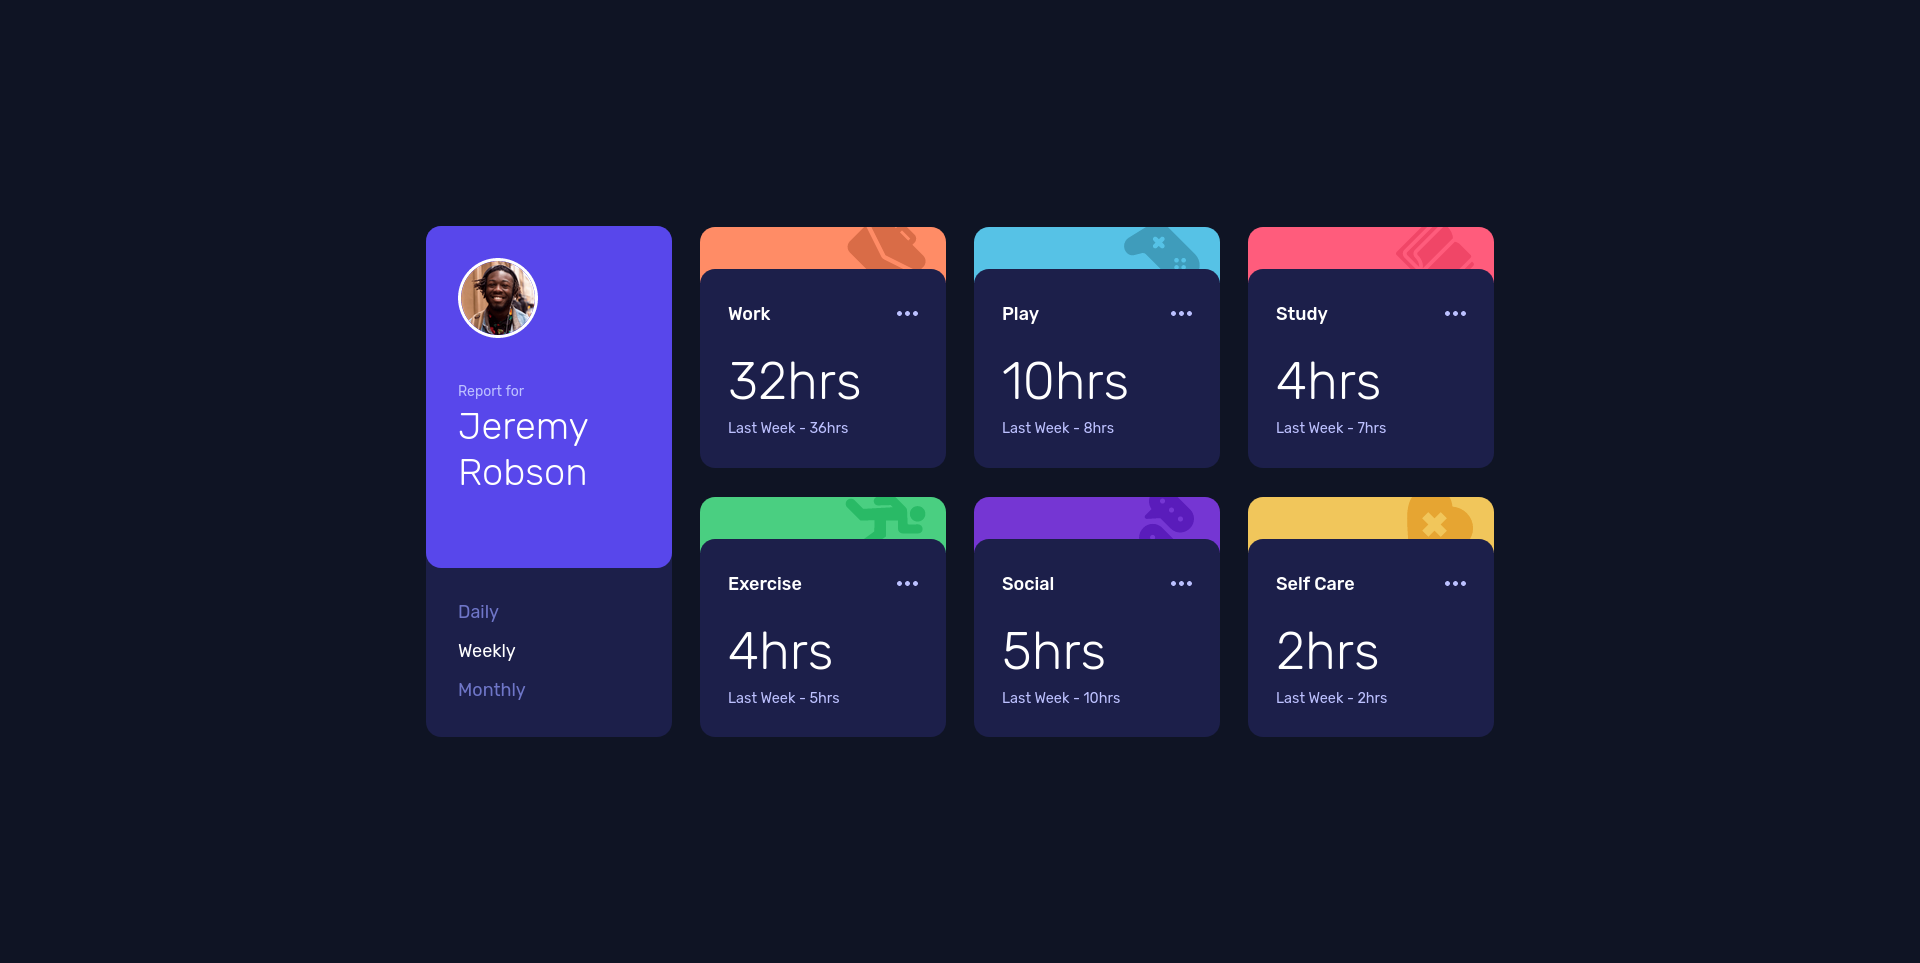 Report for
Jeremy
Robson
Daily
Weekly
Monthly
Work
32hrs
Last Week - 36hrs
Play
10hrs
Last Week - 8hrs
Study
4hrs
Last Week - 7hrs
Exercise
4hrs
Last Week - 5hrs
Social
5hrs
Last Week - 10hrs
Self Care
2hrs
Last Week - 2hrs